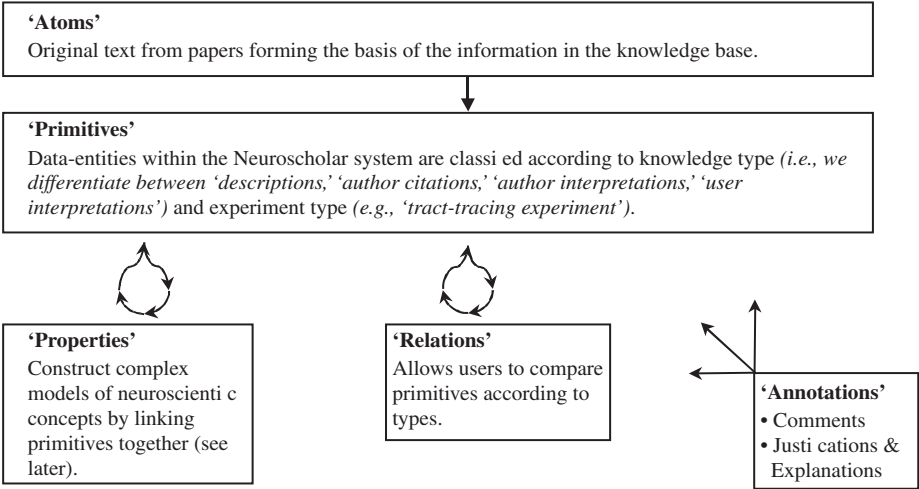 ‘Atoms’
Original text from papers forming the basis of the information in the knowledge base.
‘Primitives’
Data-entities within the Neuroscholar system are classi ed according to knowledge type (i.e., we
differentiate between ‘descriptions,’ ‘author citations,’ ‘author interpretations,’ ‘user
interpretations’) and experiment type (e.g., ‘tract-tracing experiment’).
‘Properties’
Construct complex
models of neuroscienti c
concepts by linking
primitives together (see
later).
‘Relations’
Allows users to compare
primitives according to
types.
‘Annotations’
• Comments
• Justi cations &
Explanations